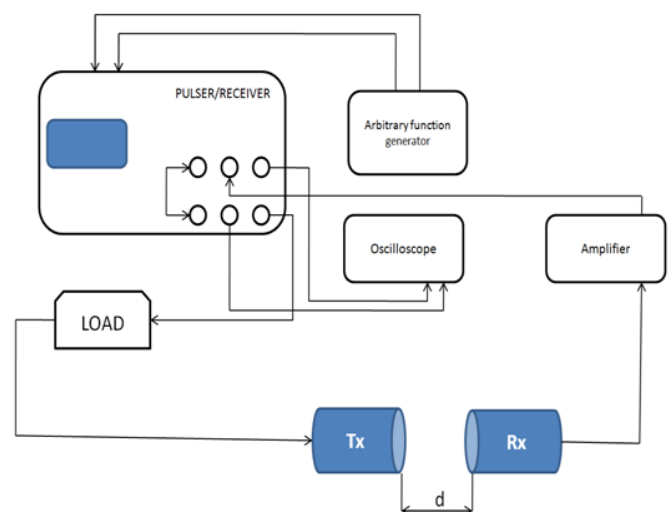 PULSER/RECEIVER
Arbitrary function
generator
Oscilloscope
Amplifier
LOAD
Tx
Rx
d